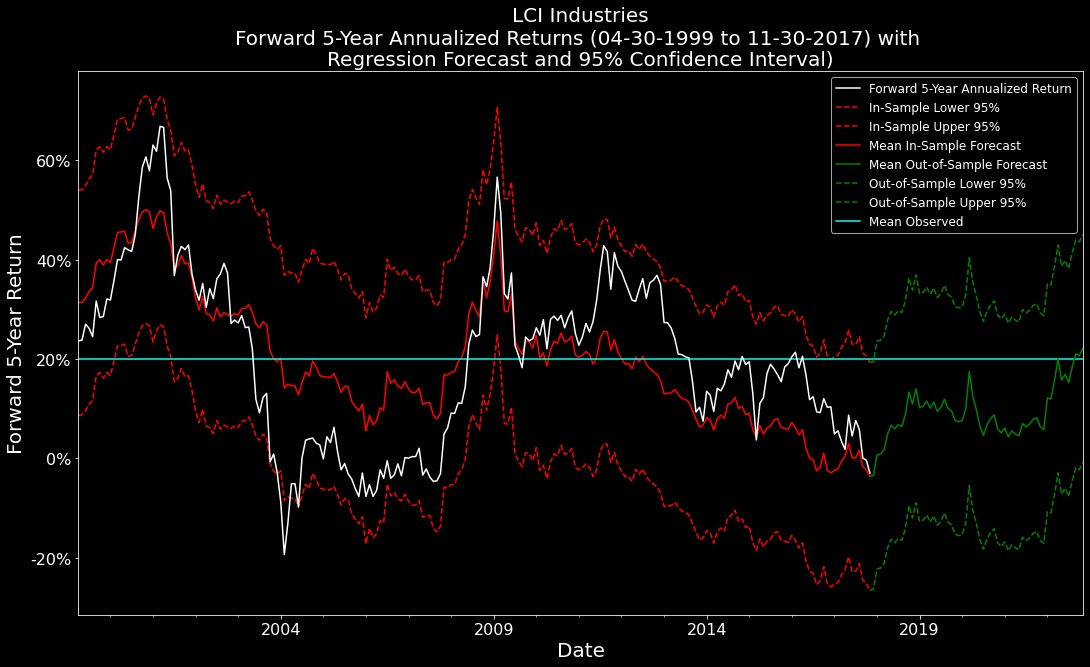 LCI Industries
Forward 5-Year Annualized Returns (04-30-1999 to 11-30-2017) with
Regression Forecast and 95% Confidence Interval)
Forward 5-Year Annualized Return
In-Sample Lower 95%
In-Sample Upper 95%
Mean In-Sample Forecast
Mean Out-of-Sample Forecast
Out-of-Sample Lower 95%
Out-of-Sample Upper 95%
Mean Observed
Forward 5-Year Return
60%
40%
20%
0%
-20%
2004
2009
2014
2019
Date